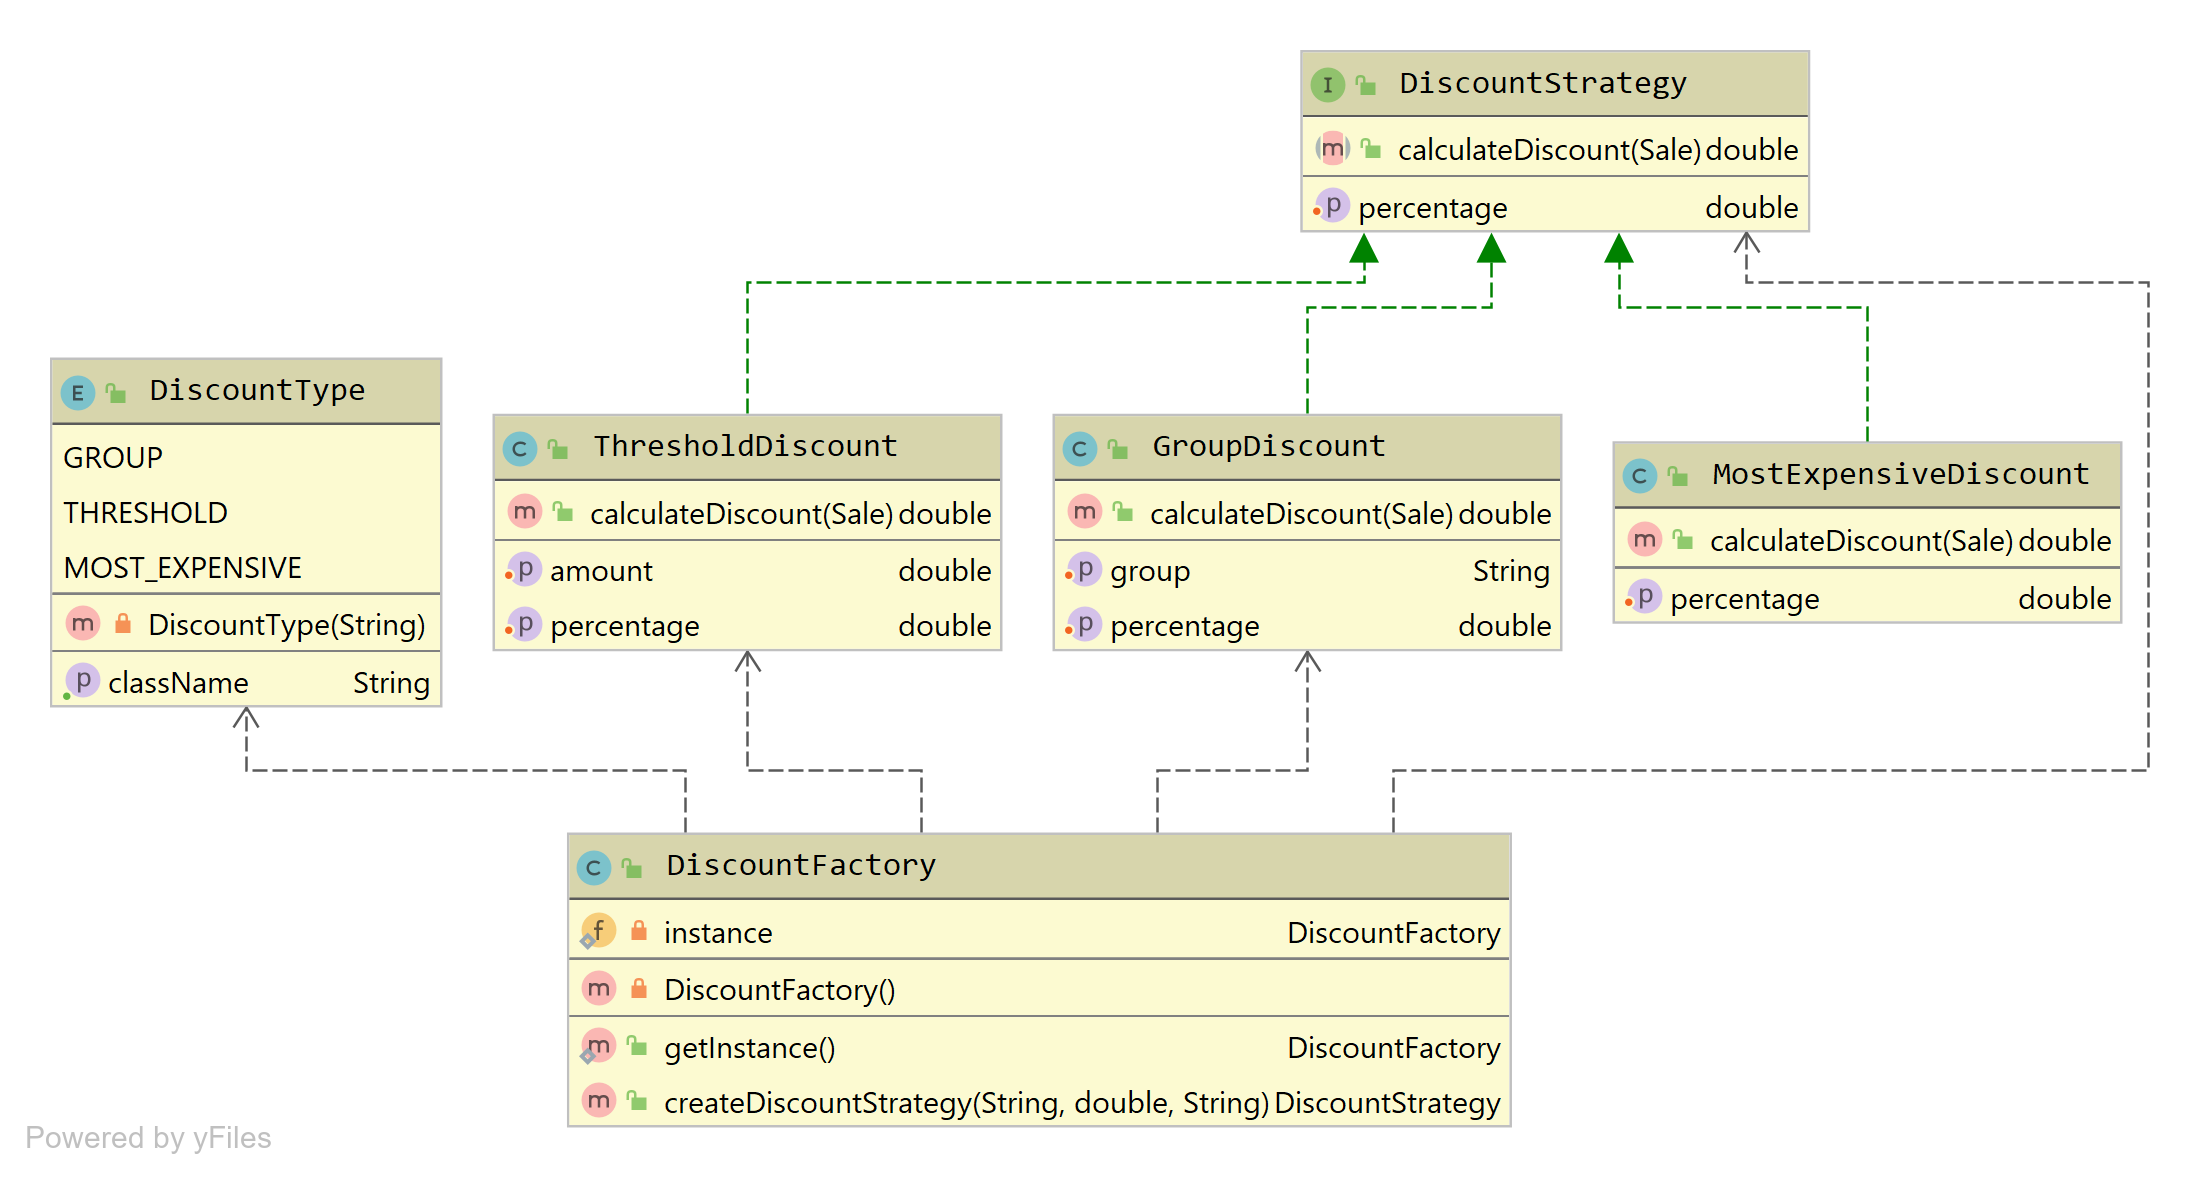 I DiscountStrategy
m calculateDiscount(Sale) double
p percentage double
E DiscountType
GROUP
THRESHOLD
MOST_EXPENSIVE
m DiscountType(String)
p className String
C ThresholdDiscount
m calculateDiscount(Sale) double
p amount double
p percentage double
C GroupDiscount
m calculateDiscount(Sale) double
p group String
p percentage double
C MostExpensiveDiscount
m calculateDiscount(Sale) double
p percentage double
C DiscountFactory
f instance DiscountFactory
m DiscountFactory()
m getInstance() DiscountFactory
m createDiscountStrategy(String, double, String) DiscountStrategy
Powered by yFiles